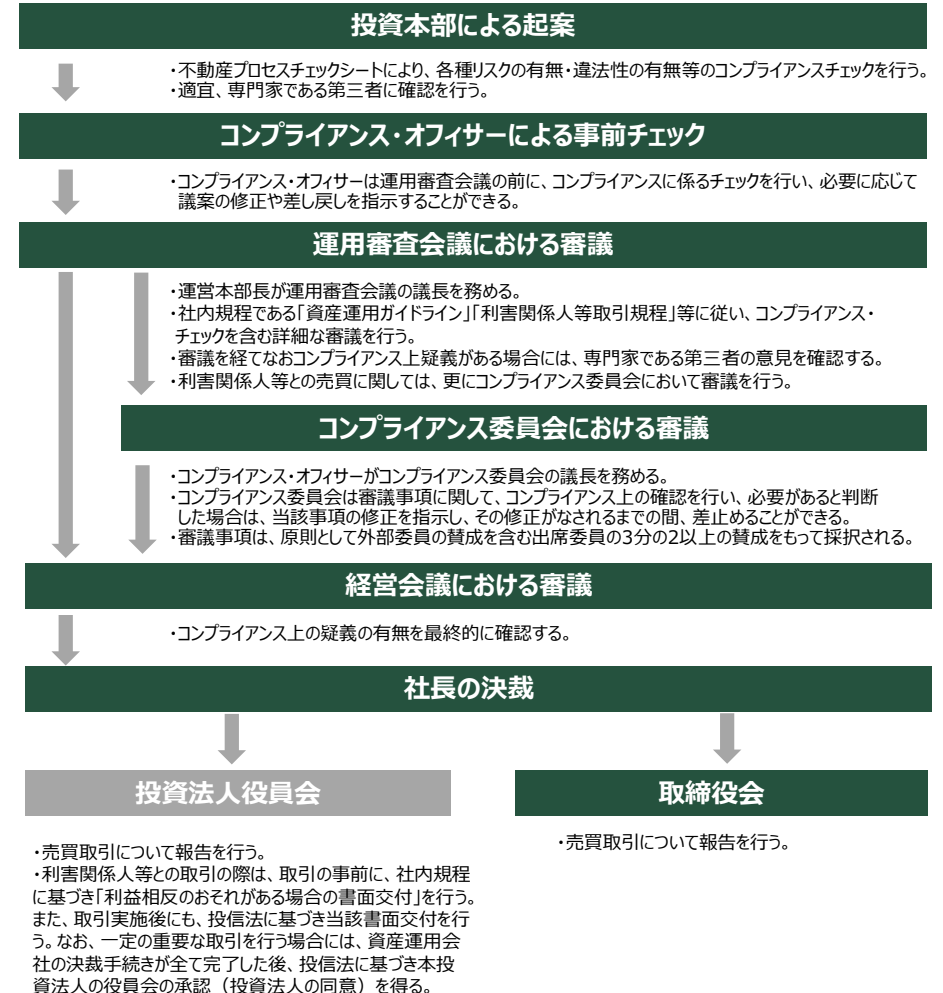 投資本部による起案
・不動産プロセスチェックシートにより、各種リスクの有無・違法性の有無等のコンプライアンスチェックを行う。
・適宜、専門家である第三者に確認を行う。
コンプライアンス・オフィサーによる事前チェック
・コンプライアンス・オフィサーは運用審査会議の前に、コンプライアンスに係るチェックを行い、必要に応じて
議案の修正や差し戻しを指示することができる。
運用審査会議における審議
・運営本部長が運用審査会議の議長を務める。
・社内規程である「資産運用ガイドライン」「利害関係人等取引規程」等に従い、コンプライアンス・
チェックを含む詳細な審議を行う。
・審議を経てなおコンプライアンス上疑義がある場合には、専門家である第三者の意見を確認する。
・利害関係人等との売買に関しては、更にコンプライアンス委員会において審議を行う。
コンプライアンス委員会における審議
・コンプライアンス・オフィサーがコンプライアンス委員会の議長を務める。
・コンプライアンス委員会は審議事項に関して、コンプライアンス上の確認を行い、必要があると判断
した場合は、当該事項の修正を指示し、その修正がなされるまでの間、差止めることができる。
・審議事項は、原則として外部委員の賛成を含む出席委員の3分の2以上の賛成をもって採択される。
経営会議における審議
・コンプライアンス上の疑義の有無を最終的に確認する。
社長の決裁
投資法人役員会
・売買取引について報告を行う。
・利害関係人等との取引の際は、取引の事前に、社内規程
に基づき「利益相反のおそれがある場合の書面交付」を行う。
また、取引実施後にも、投信法に基づき当該書面交付を行
う。なお、一定の重要な取引を行う場合には、資産運用会
社の決裁手続きが全て完了した後、投信法に基づき本投
資法人の役員会の承認（投資法人の同意）を得る。
取締役会
・売買取引について報告を行う。